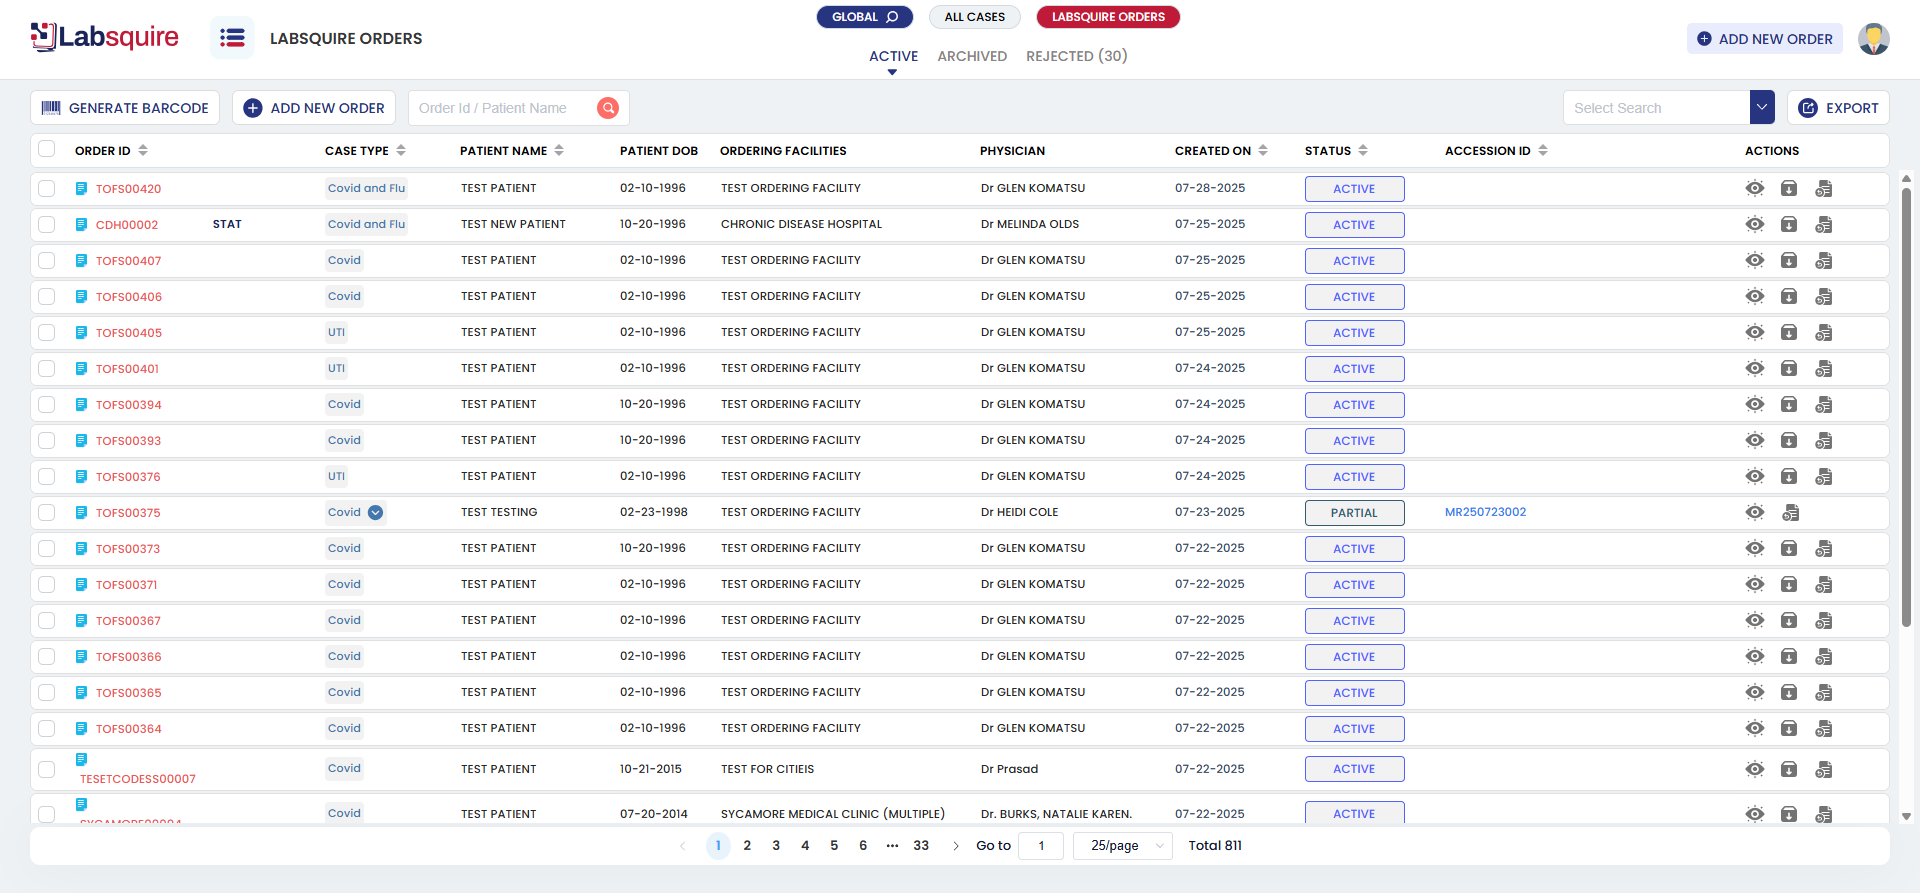 Labsquire
LABSQUIRE ORDERS
GLOBAL
ALL CASES
LABSQUIRE ORDERS
ACTIVE ARCHIVED REJECTED (30)
ADD NEW ORDER
GENERATE BARCODE
ADD NEW ORDER
Order Id / Patient Name
Select Search
EXPORT
ORDER ID CASE TYPE PATIENT NAME PATIENT DOB ORDERING FACILITIES PHYSICIAN CREATED ON STATUS ACCESSION ID ACTIONS
TOFS00420 Covid and Flu TEST PATIENT 02-10-1996 TEST ORDERING FACILITY Dr GLEN KOMATSU 07-28-2025 ACTIVE
CDH00002 STAT Covid and Flu TEST NEW PATIENT 10-20-1996 CHRONIC DISEASE HOSPITAL Dr MELINDA OLDS 07-25-2025 ACTIVE
TOFS00407 Covid TEST PATIENT 02-10-1996 TEST ORDERING FACILITY Dr GLEN KOMATSU 07-25-2025 ACTIVE
TOFS00406 Covid TEST PATIENT 02-10-1996 TEST ORDERING FACILITY Dr GLEN KOMATSU 07-25-2025 ACTIVE
TOFS00405 UTI TEST PATIENT 02-10-1996 TEST ORDERING FACILITY Dr GLEN KOMATSU 07-25-2025 ACTIVE
TOFS00401 UTI TEST PATIENT 02-10-1996 TEST ORDERING FACILITY Dr GLEN KOMATSU 07-24-2025 ACTIVE
TOFS00394 Covid TEST PATIENT 10-20-1996 TEST ORDERING FACILITY Dr GLEN KOMATSU 07-24-2025 ACTIVE
TOFS00393 Covid TEST PATIENT 10-20-1996 TEST ORDERING FACILITY Dr GLEN KOMATSU 07-24-2025 ACTIVE
TOFS00376 UTI TEST PATIENT 02-10-1996 TEST ORDERING FACILITY Dr GLEN KOMATSU 07-24-2025 ACTIVE
TOFS00375 Covid TEST TESTING 02-23-1998 TEST ORDERING FACILITY Dr HEIDI COLE 07-23-2025 PARTIAL MR250723002
TOFS00373 Covid TEST PATIENT 10-20-1996 TEST ORDERING FACILITY Dr GLEN KOMATSU 07-22-2025 ACTIVE
TOFS00371 Covid TEST PATIENT 02-10-1996 TEST ORDERING FACILITY Dr GLEN KOMATSU 07-22-2025 ACTIVE
TOFS00367 Covid TEST PATIENT 02-10-1996 TEST ORDERING FACILITY Dr GLEN KOMATSU 07-22-2025 ACTIVE
TOFS00366 Covid TEST PATIENT 02-10-1996 TEST ORDERING FACILITY Dr GLEN KOMATSU 07-22-2025 ACTIVE
TOFS00365 Covid TEST PATIENT 02-10-1996 TEST ORDERING FACILITY Dr GLEN KOMATSU 07-22-2025 ACTIVE
TOFS00364 Covid TEST PATIENT 02-10-1996 TEST ORDERING FACILITY Dr GLEN KOMATSU 07-22-2025 ACTIVE
TESETCODESS00007 Covid TEST PATIENT 10-21-2015 TEST FOR CITIEIS Dr Prasad 07-22-2025 ACTIVE
Covid TEST PATIENT 07-20-2014 SYCAMORE MEDICAL CLINIC (MULTIPLE) Dr. BURKS, NATALIE KAREN. 07-22-2025 ACTIVE
1 2 3 4 5 6 ••• 33 Go to 1 25/page Total 811